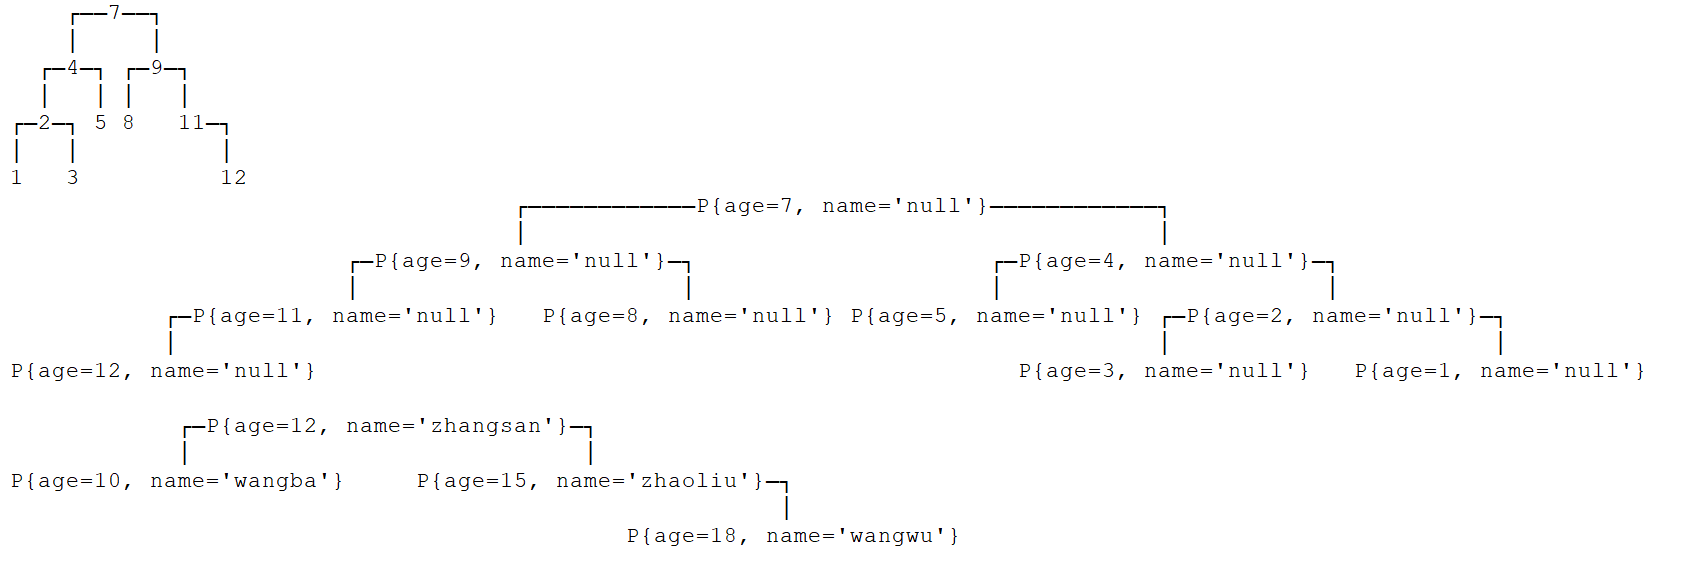 7
4 9
2 5 8 11
1 3 12
P{age=7, name='null'}
P{age=9, name='null'} P{age=4, name='null'}
P{age=11, name='null'} P{age=8, name='null'} P{age=5, name='null'} P{age=2, name='null'}
P{age=12, name='null'} P{age=3, name='null'} P{age=1, name='null'}
P{age=12, name='zhangsan'}
P{age=10, name='wangba'} P{age=15, name='zhaoliu'}
P{age=18, name='wangwu'}